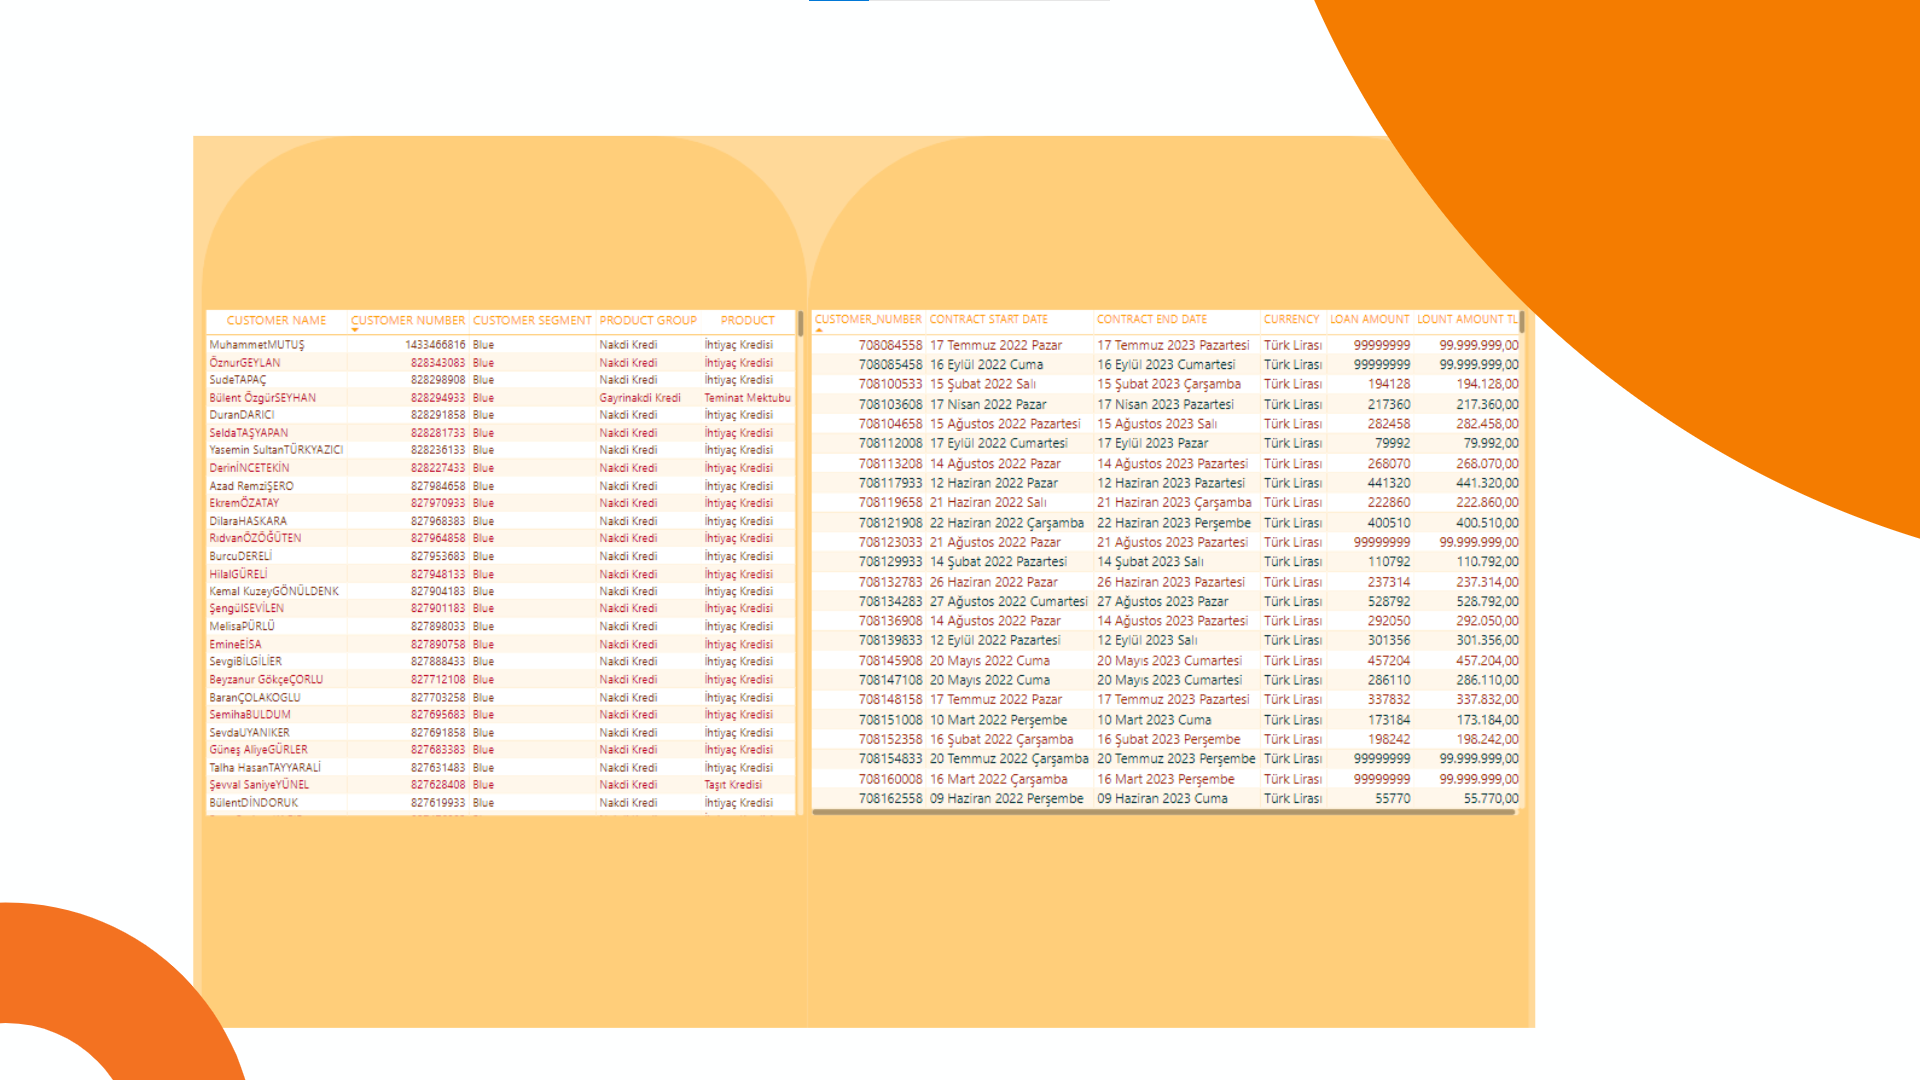 CUSTOMER NAME CUSTOMER NUMBER CUSTOMER SEGMENT PRODUCT GROUP PRODUCT
MuhammetMUTUŞ 1433466816 Blue Nakdi Kredi İhtiyaç Kredisi
ÖznurGEYLAN 828343083 Blue Nakdi Kredi İhtiyaç Kredisi
SudeTAPAÇ 828298908 Blue Nakdi Kredi İhtiyaç Kredisi
Bülent ÖzgürSEYHAN 828294933 Blue Gayrinakdi Kredi Teminat Mektubu
DuranDARICI 828291858 Blue Nakdi Kredi İhtiyaç Kredisi
SeldaTAŞYAPAN 828281733 Blue Nakdi Kredi İhtiyaç Kredisi
Yasemin SultanTÜRKYAZICI 828236133 Blue Nakdi Kredi İhtiyaç Kredisi
DerinİNCETEKİN 828227433 Blue Nakdi Kredi İhtiyaç Kredisi
Azad RemziŞERO 827984658 Blue Nakdi Kredi İhtiyaç Kredisi
EkremÖZATAY 827970933 Blue Nakdi Kredi İhtiyaç Kredisi
DilaraHASKARA 827968383 Blue Nakdi Kredi İhtiyaç Kredisi
RıdvanÖZÖĞÜTEN 827964858 Blue Nakdi Kredi İhtiyaç Kredisi
BurcuDERELİ 827953683 Blue Nakdi Kredi İhtiyaç Kredisi
HilalGÜRELİ 827948133 Blue Nakdi Kredi İhtiyaç Kredisi
Kemal KuzeyGÖNÜLDENK 827904183 Blue Nakdi Kredi İhtiyaç Kredisi
ŞengülSEVİLEN 827901183 Blue Nakdi Kredi İhtiyaç Kredisi
MelisaPÜRLÜ 827898033 Blue Nakdi Kredi İhtiyaç Kredisi
EmineEİSA 827890758 Blue Nakdi Kredi İhtiyaç Kredisi
SevgiBİLGİLİER 827888433 Blue Nakdi Kredi İhtiyaç Kredisi
Beyzanur GökçeÇORLU 827712108 Blue Nakdi Kredi İhtiyaç Kredisi
BaranÇOLAKOGLU 827703258 Blue Nakdi Kredi İhtiyaç Kredisi
SemihaBULDUM 827695683 Blue Nakdi Kredi İhtiyaç Kredisi
SevdaUYANIKER 827691858 Blue Nakdi Kredi İhtiyaç Kredisi
Güneş AliyeGÜRLER 827683383 Blue Nakdi Kredi İhtiyaç Kredisi
Talha HasanTAYYARALİ 827631483 Blue Nakdi Kredi İhtiyaç Kredisi
Şevval SaniyeYÜNEL 827628408 Blue Nakdi Kredi Taşıt Kredisi
BülentDİNDORUK 827619933 Blue Nakdi Kredi İhtiyaç Kredisi
CUSTOMER_NUMBER CONTRACT START DATE CONTRACT END DATE CURRENCY LOAN AMOUNT LOUNT AMOUNT TL
708084558 17 Temmuz 2022 Pazar 17 Temmuz 2023 Pazartesi Türk Lirası 99999999 99.999.999,00
708085458 16 Eylül 2022 Cuma 16 Eylül 2023 Cumartesi Türk Lirası 99999999 99.999.999,00
708100533 15 Şubat 2022 Salı 15 Şubat 2023 Çarşamba Türk Lirası 194128 194.128,00
708103608 17 Nisan 2022 Pazar 17 Nisan 2023 Pazartesi Türk Lirası 217360 217.360,00
708104658 15 Ağustos 2022 Pazartesi 15 Ağustos 2023 Salı Türk Lirası 282458 282.458,00
708112008 17 Eylül 2022 Cumartesi 17 Eylül 2023 Pazar Türk Lirası 79992 79.992,00
708113208 14 Ağustos 2022 Pazar 14 Ağustos 2023 Pazartesi Türk Lirası 268070 268.070,00
708117933 12 Haziran 2022 Pazar 12 Haziran 2023 Pazartesi Türk Lirası 441320 441.320,00
708119658 21 Haziran 2022 Salı 21 Haziran 2023 Çarşamba Türk Lirası 222860 222.860,00
708121908 22 Haziran 2022 Çarşamba 22 Haziran 2023 Perşembe Türk Lirası 400510 400.510,00
708123033 21 Ağustos 2022 Pazar 21 Ağustos 2023 Pazartesi Türk Lirası 99999999 99.999.999,00
708129933 14 Şubat 2022 Pazartesi 14 Şubat 2023 Salı Türk Lirası 110792 110.792,00
708132783 26 Haziran 2022 Pazar 26 Haziran 2023 Pazartesi Türk Lirası 237314 237.314,00
708134283 27 Ağustos 2022 Cumartesi 27 Ağustos 2023 Pazar Türk Lirası 528792 528.792,00
708136908 14 Ağustos 2022 Pazar 14 Ağustos 2023 Pazartesi Türk Lirası 292050 292.050,00
708139833 12 Eylül 2022 Pazartesi 12 Eylül 2023 Salı Türk Lirası 301356 301.356,00
708145908 20 Mayıs 2022 Cuma 20 Mayıs 2023 Cumartesi Türk Lirası 457204 457.204,00
708147108 20 Mayıs 2022 Cuma 20 Mayıs 2023 Cumartesi Türk Lirası 286110 286.110,00
708148158 17 Temmuz 2022 Pazar 17 Temmuz 2023 Pazartesi Türk Lirası 337832 337.832,00
708151008 10 Mart 2022 Perşembe 10 Mart 2023 Cuma Türk Lirası 173184 173.184,00
708152358 16 Şubat 2022 Çarşamba 16 Şubat 2023 Perşembe Türk Lirası 198242 198.242,00
708154833 20 Temmuz 2022 Çarşamba 20 Temmuz 2023 Perşembe Türk Lirası 99999999 99.999.999,00
708160008 16 Mart 2022 Çarşamba 16 Mart 2023 Perşembe Türk Lirası 99999999 99.999.999,00
708162558 09 Haziran 2022 Perşembe 09 Haziran 2023 Cuma Türk Lirası 55770 55.770,00